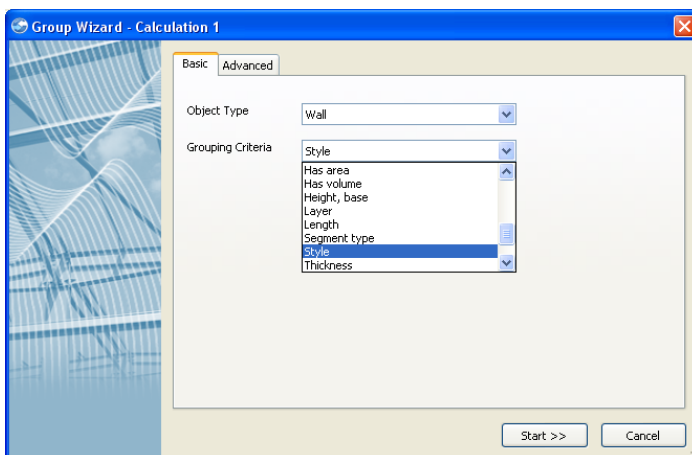 Group Wizard - Calculation 1
Basic Advanced
Object Type Wall
Grouping Criteria Style
Has area
Has volume
Height, base
Layer
Length
Segment type
Style
Thickness
Start >> Cancel